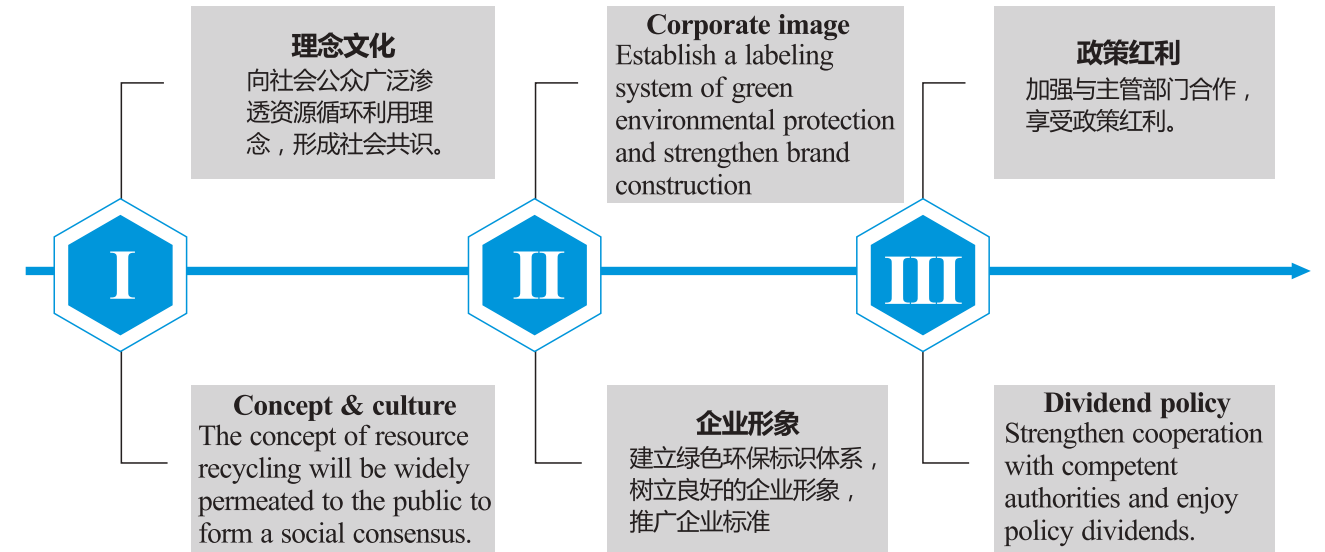 理念文化
向社会公众广泛渗
透资源循环利用理
念，形成社会共识。
Corporate image
Establish a labeling
system of green
environmental protection
and strengthen brand
construction
政策红利
加强与主管部门合作，
享受政策红利。
I
II
III
Concept & culture
The concept of resource
recycling will be widely
permeated to the public to
form a social consensus.
企业形象
建立绿色环保标识体系，
树立良好的企业形象，
推广企业标准
Dividend policy
Strengthen cooperation
with competent
authorities and enjoy
policy dividends.